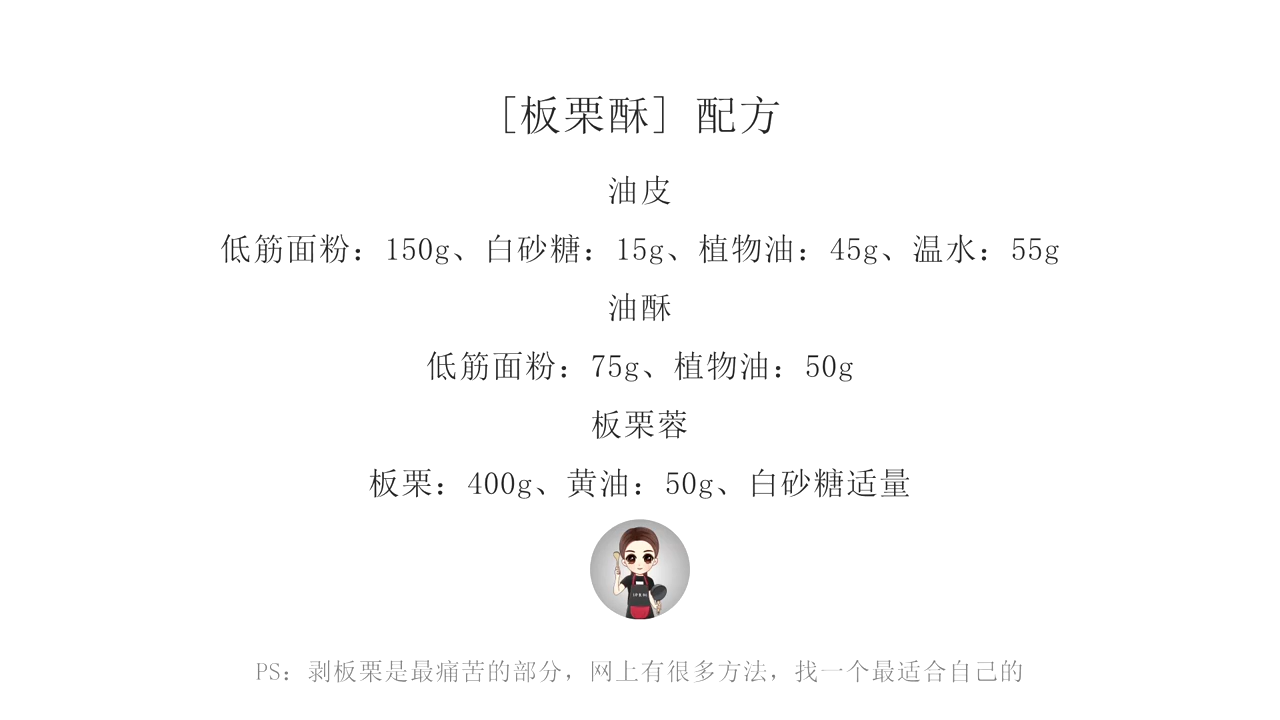 [板栗酥] 配方
油皮
低筋面粉：150g、白砂糖：15g、植物油：45g、温水：55g
油酥
低筋面粉：75g、植物油：50g
板栗蓉
板栗：400g、黄油：50g、白砂糖适量
PS：剥板栗是最痛苦的部分，网上有很多方法，找一个最适合自己的